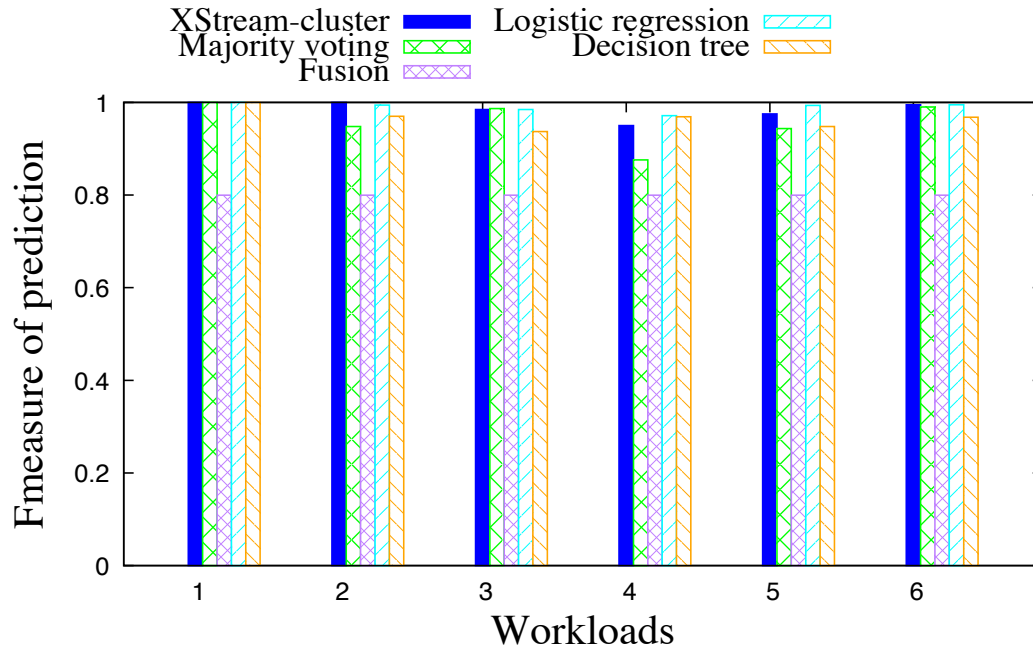 XStream-cluster
Majority voting
Fusion
Logistic regression
Decision tree
1
0.8
0.6
0.4
0.2
0
Fmeasure of prediction
1 2 3 4 5 6
Workloads